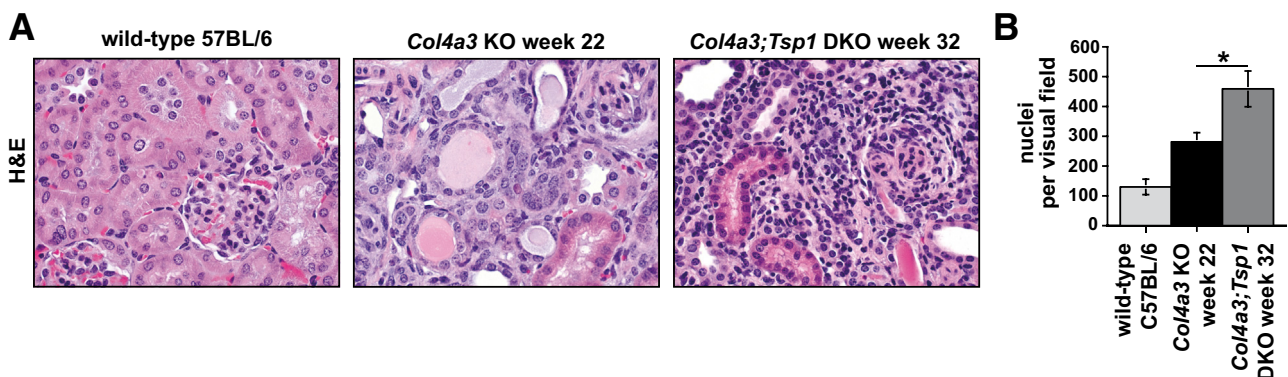 A
wild-type 57BL/6
Col4a3 KO week 22
Col4a3;Tsp1 DKO week 32
H&E
B
600
500
400
300
200
100
0
nuclei
per visual field
*
wild-type
C57BL/6
Col4a3 KO
week 22
Col4a3;Tsp1
DKO week 32